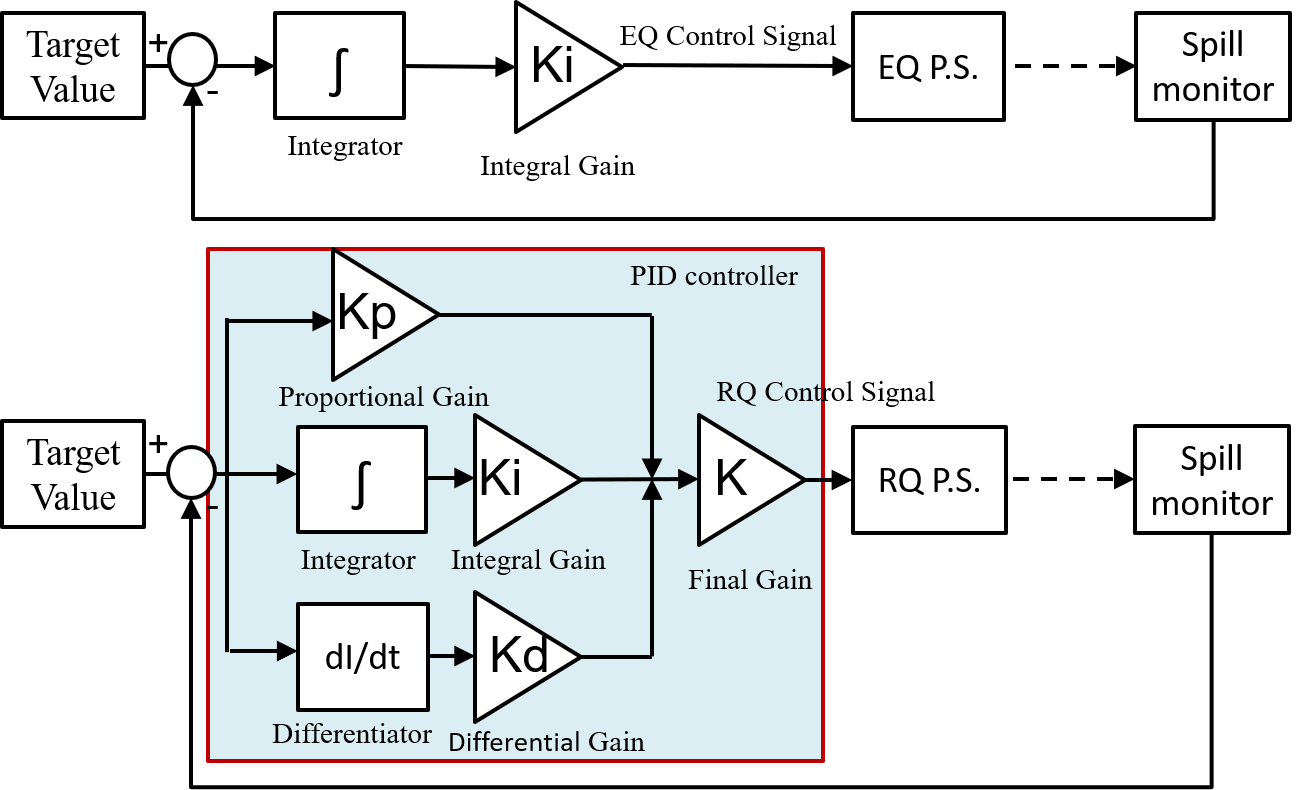 Target
Value
+
-
∫
Integrator
Ki
Integral Gain
EQ Control Signal
EQ P.S.
Spill
monitor
PID controller
Kp
Proportional Gain
RQ Control Signal
Target
Value
+
-
∫
Integrator
Ki
Integral Gain
K
Final Gain
RQ P.S.
Spill
monitor
dI/dt
Differentiator
Kd
Differential Gain